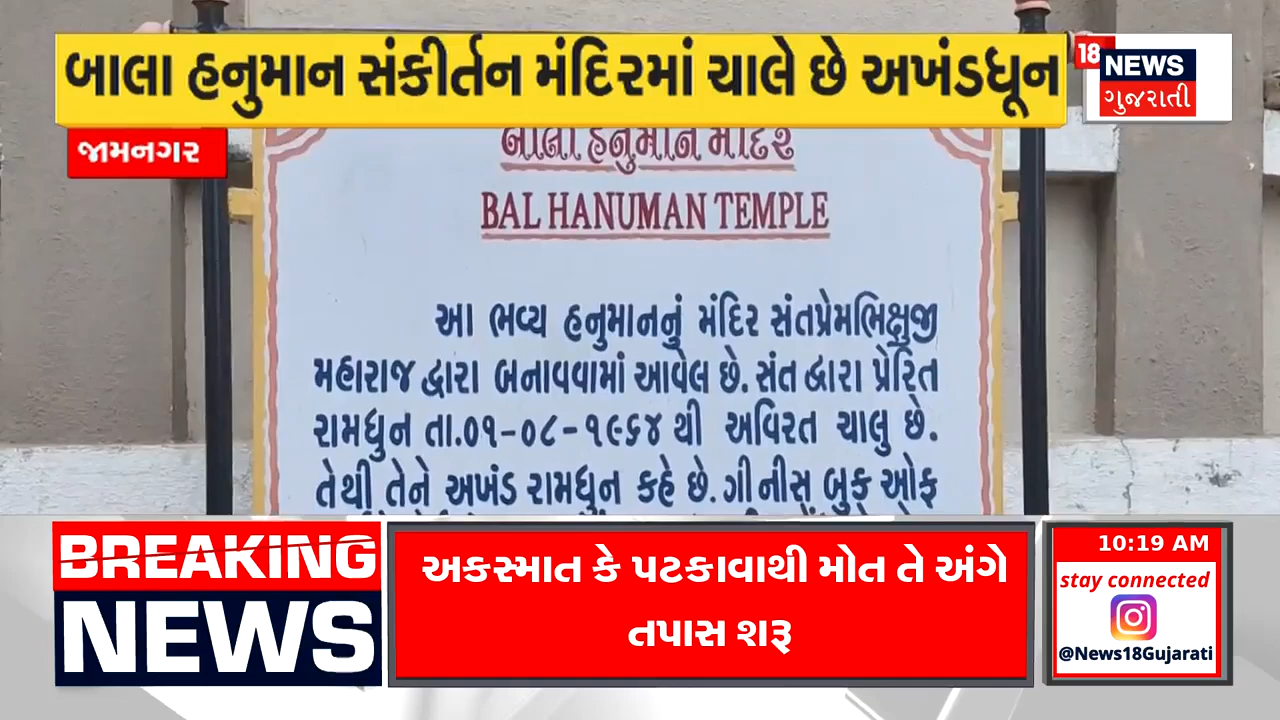 બાલા હનુમાન સંકીર્તન મંદિરમાં ચાલે છે અખંડધૂન
18
NEWS
ગુજરાતી
જામનગર
બાલા હનુમાન મંદિર
BAL HANUMAN TEMPLE
આ ભવ્ય હનુમાનનું મંદિર સંતપ્રેમભિક્ષુજી
મહારાજ દ્વારા બનાવવામાં આવેલ છે. સંત દ્વારા પ્રેરિત
રામધુન તા.૦૧-૦૮-૧૯૬૪ થી અવિરત ચાલુ છે.
તેથી તેને અખંડ રામધુન કહે છે. ગીનીસ બુક ઓફ
BREAKING
NEWS
અકસ્માત કે પટકાવાથી મોત તે અંગે
તપાસ શરૂ
10:19 AM
stay connected
@News18Gujarati